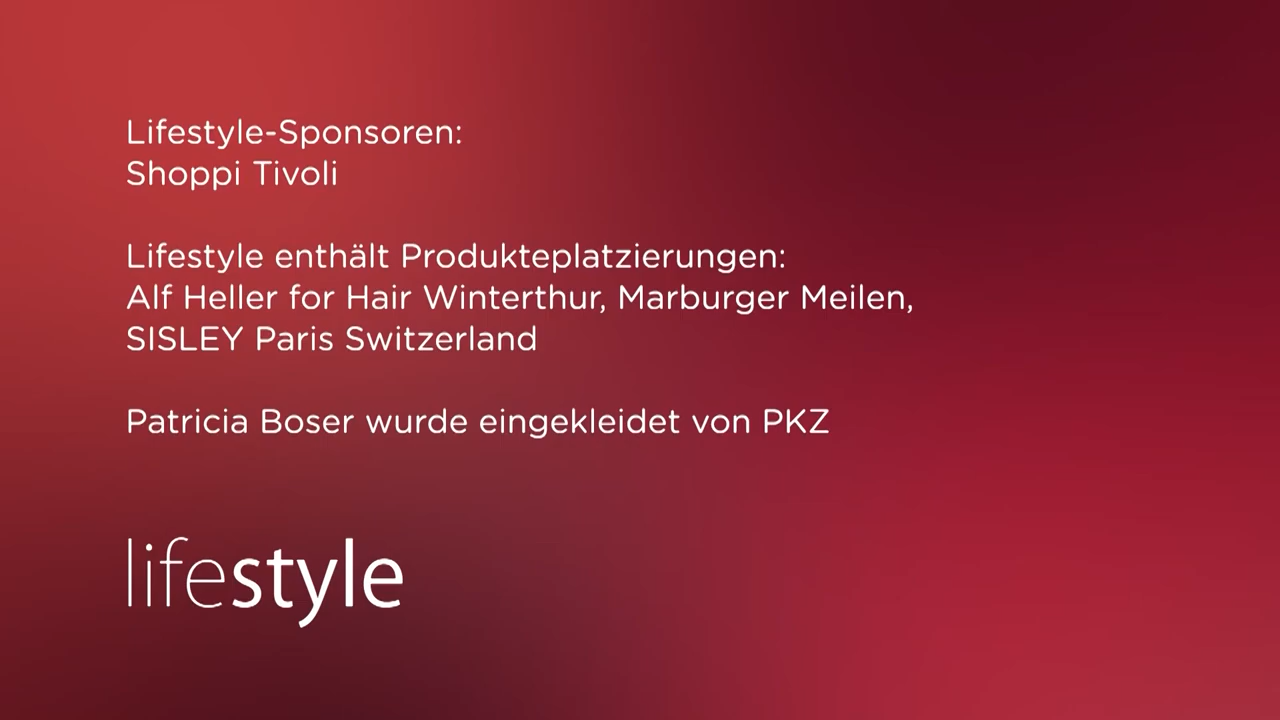 Lifestyle-Sponsoren:
Shoppi Tivoli
Lifestyle enthält Produkteplatzierungen:
Alf Heller for Hair Winterthur, Marburger Meilen,
SISLEY Paris Switzerland
Patricia Boser wurde eingekleidet von PKZ
lifestyle